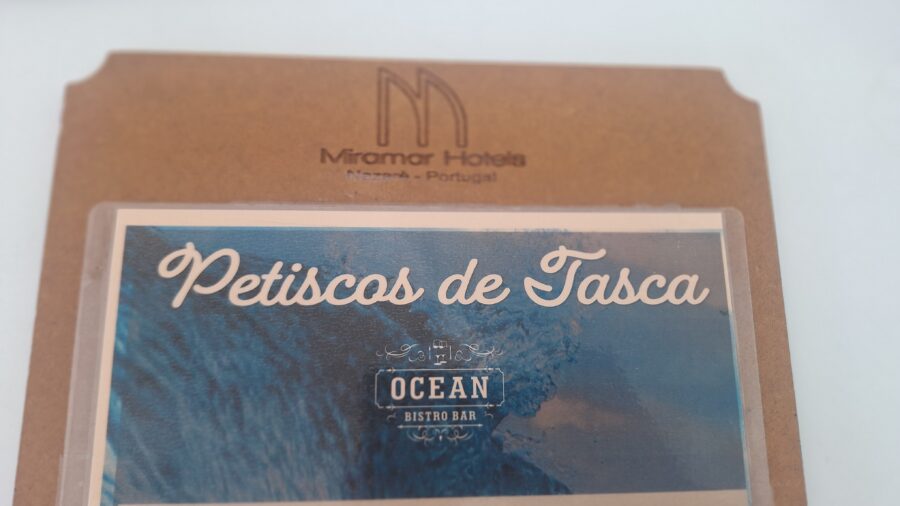 Miramar Hotels
Nazaré - Portugal
Petiscos de Tasca
OCEAN
BISTRO BAR